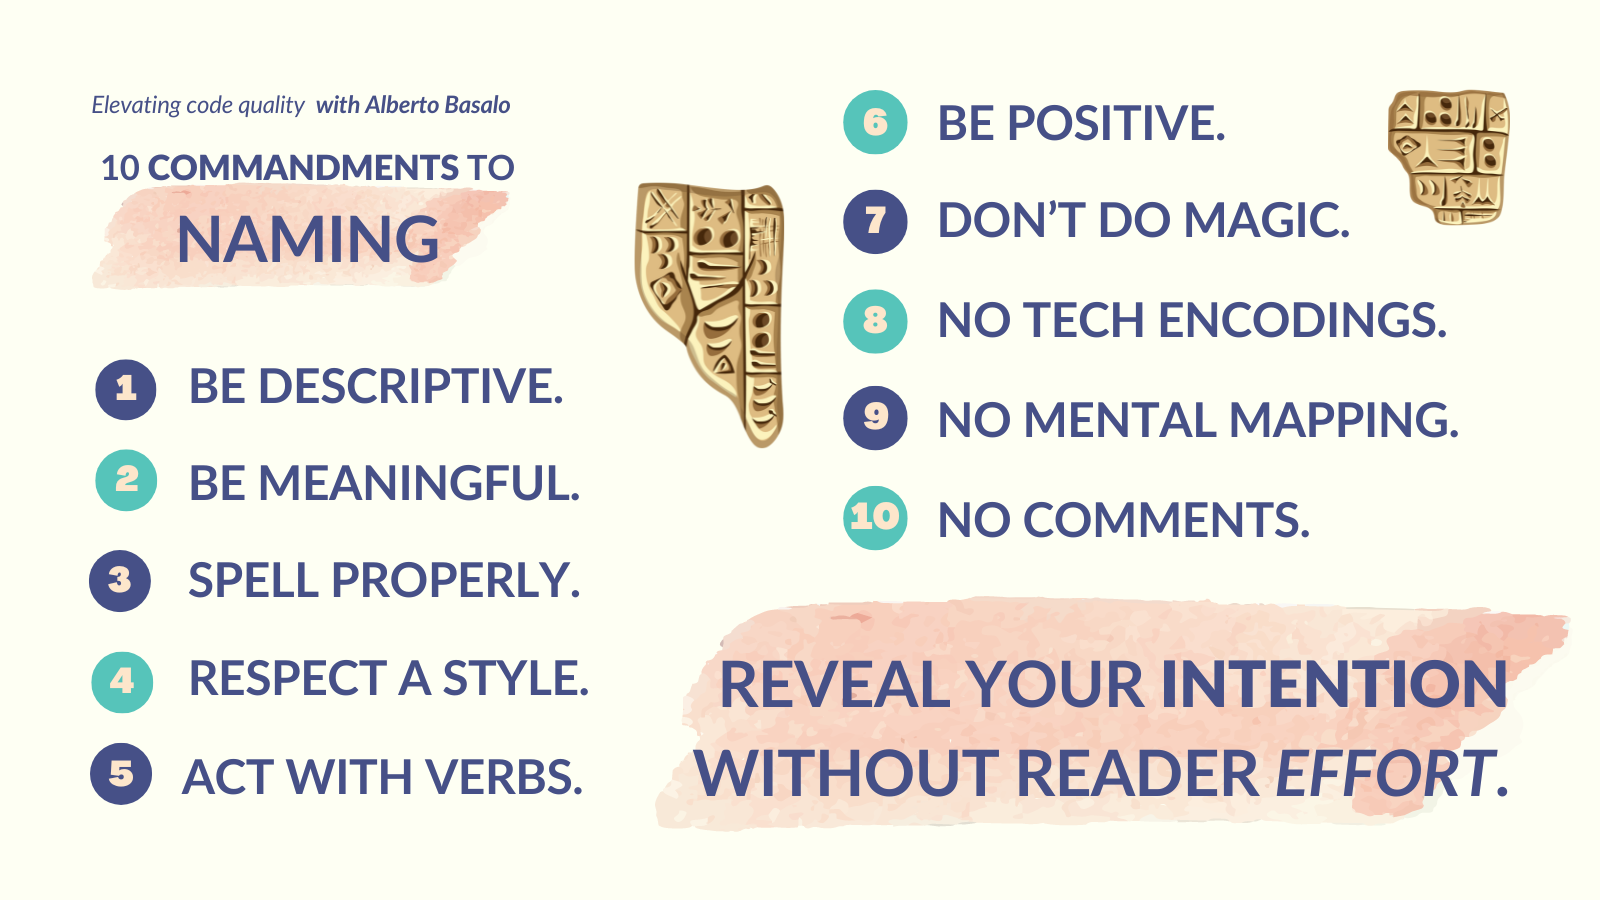 Elevating code quality with Alberto Basalo
10 COMMANDMENTS TO
NAMING
1 BE DESCRIPTIVE.
2 BE MEANINGFUL.
3 SPELL PROPERLY.
4 RESPECT A STYLE.
5 ACT WITH VERBS.
6 BE POSITIVE.
7 DON’T DO MAGIC.
8 NO TECH ENCODINGS.
9 NO MENTAL MAPPING.
10 NO COMMENTS.
REVEAL YOUR INTENTION
WITHOUT READER EFFORT.